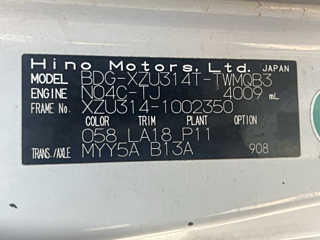 Hino Motors, Ltd. JAPAN
MODEL BDG-XZU314T-TWMQB3
ENGINE N04C-TJ 4009 mL
FRAME No. XZU314-1002350
COLOR TRIM PLANT OPTION
058 LA18 P11
TRANS./AXLE MYY5A B13A 908